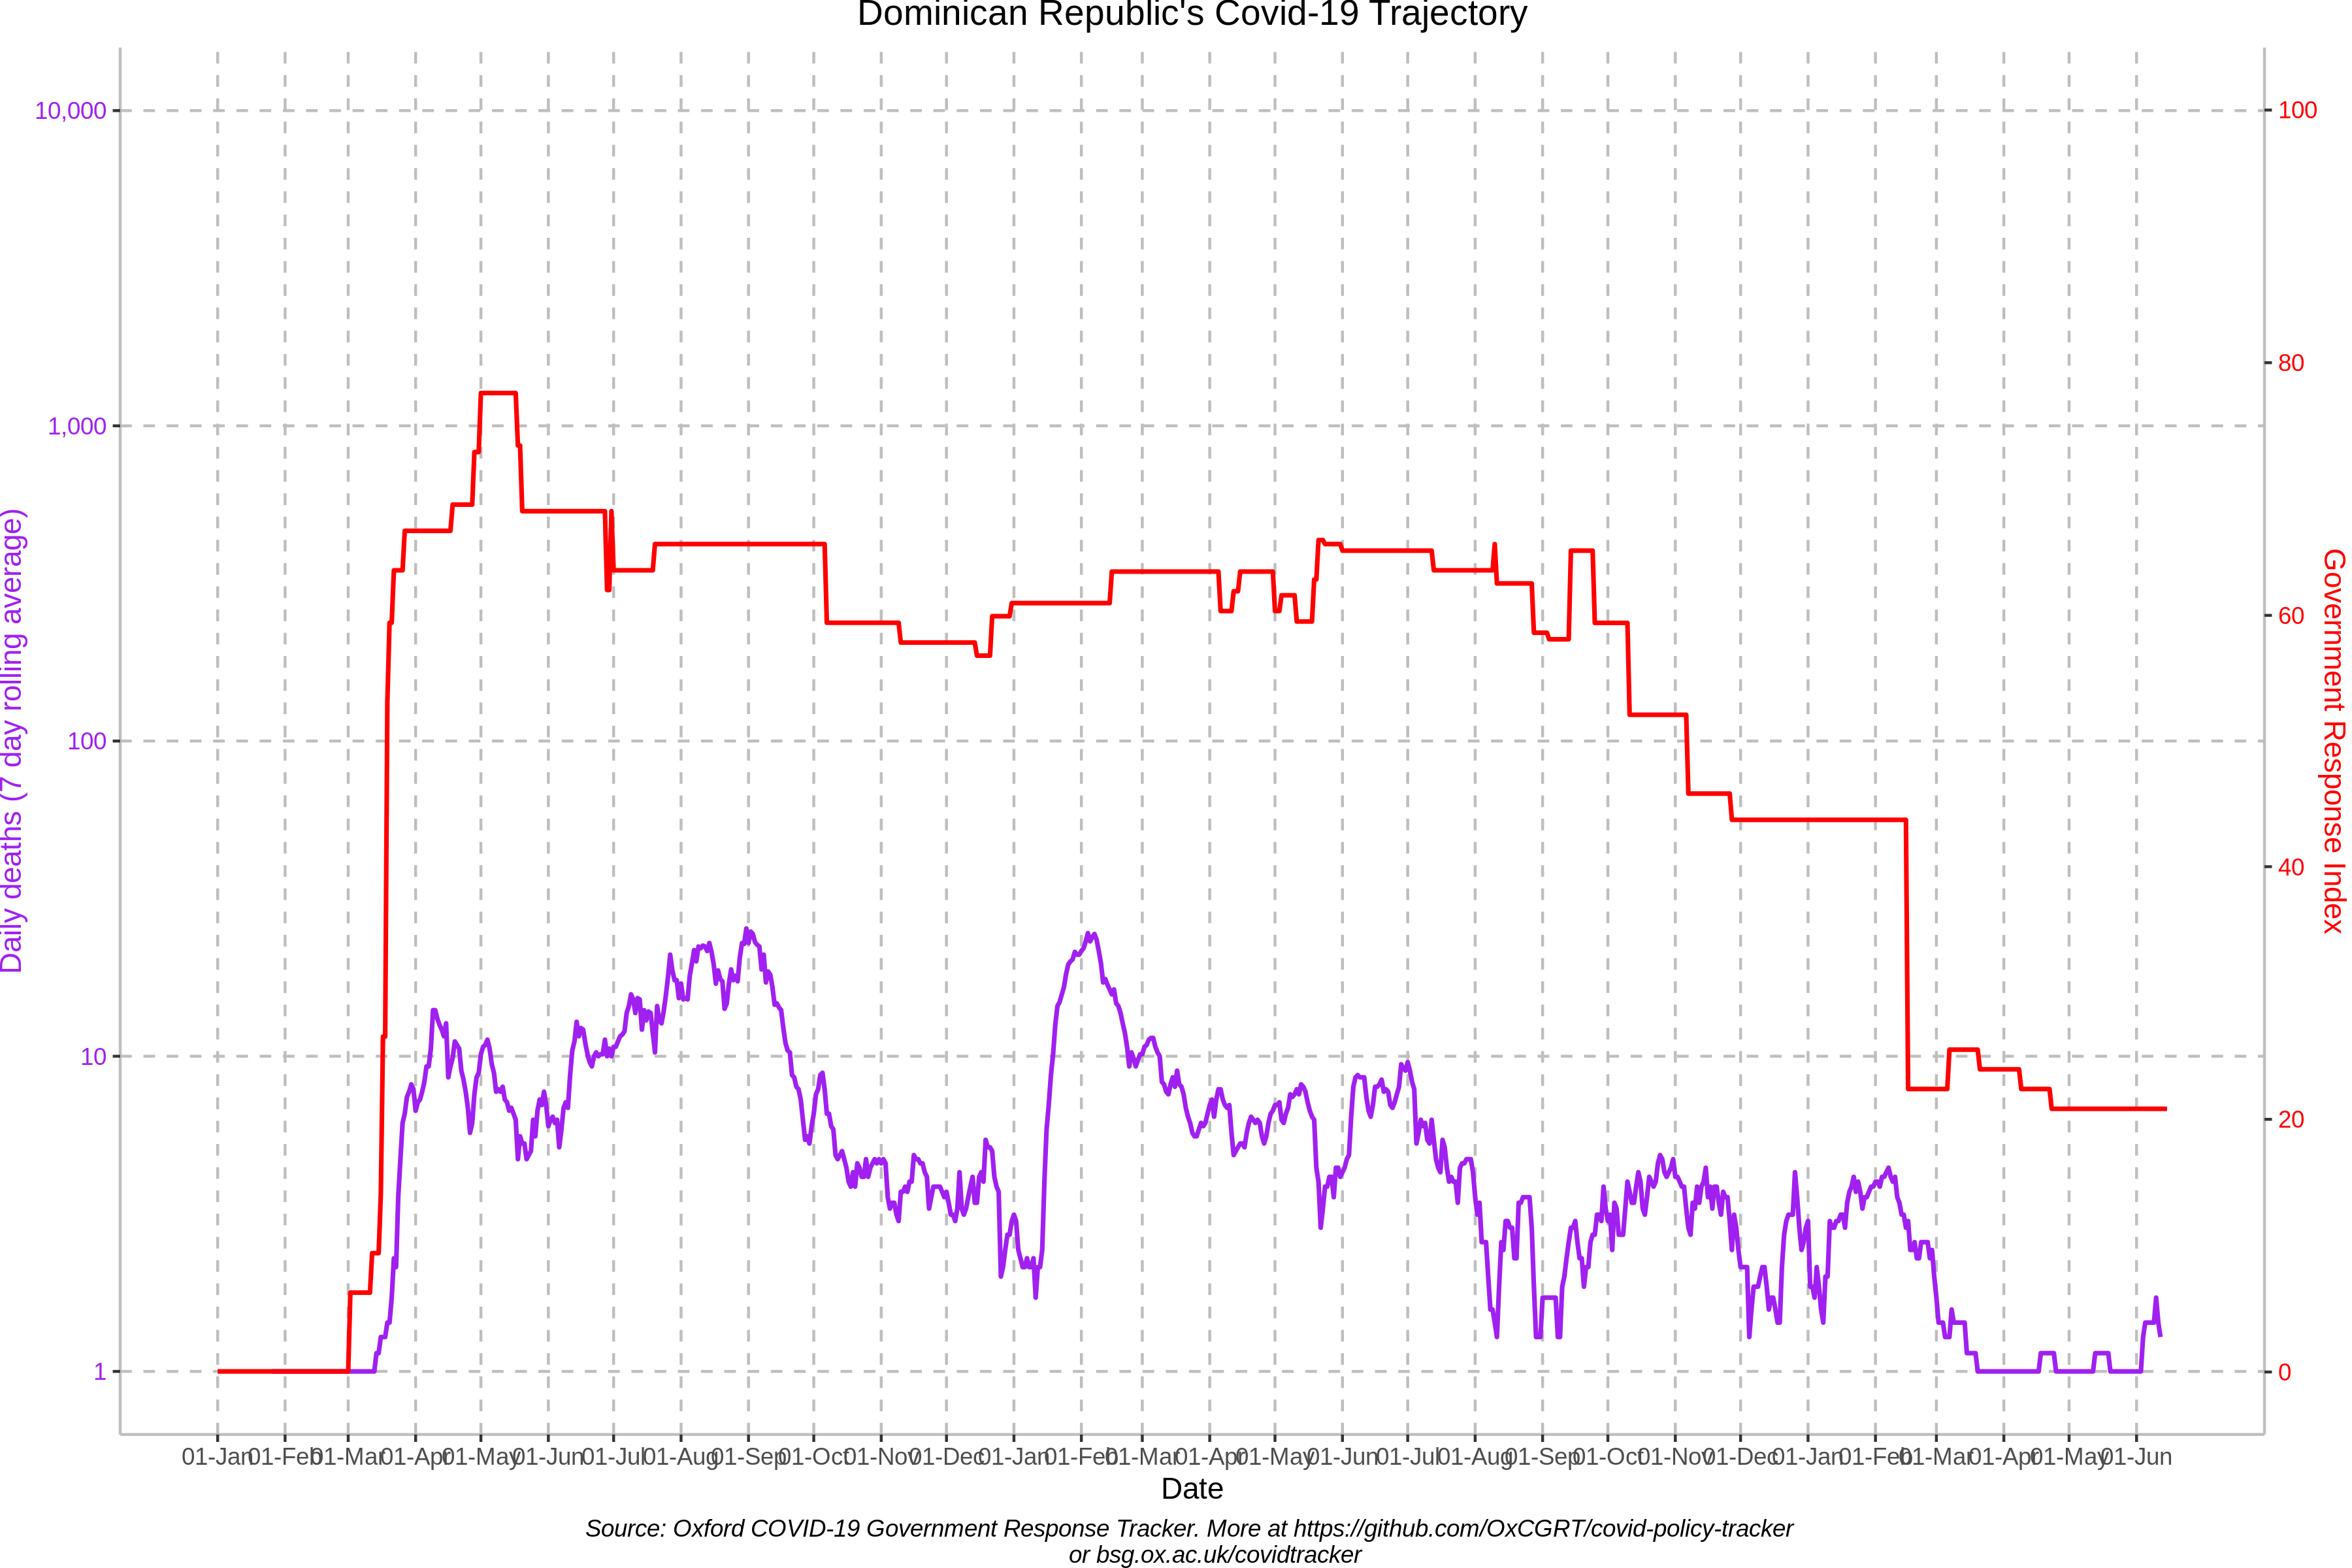 Dominican Republic's Covid-19 Trajectory
10,000
1,000
100
10
1
Daily deaths (7 day rolling average)
100
80
60
40
20
0
Government Response Index
01-Jan 01-Feb 01-Mar 01-Apr 01-May 01-Jun 01-Jul 01-Aug 01-Sep 01-Oct 01-Nov 01-Dec 01-Jan 01-Feb 01-Mar 01-Apr 01-May 01-Jun 01-Jul 01-Aug 01-Sep 01-Oct 01-Nov 01-Dec 01-Jan 01-Feb 01-Mar 01-Apr 01-May 01-Jun
Date
Source: Oxford COVID-19 Government Response Tracker. More at https://github.com/OxCGRT/covid-policy-tracker
or bsg.ox.ac.uk/covidtracker